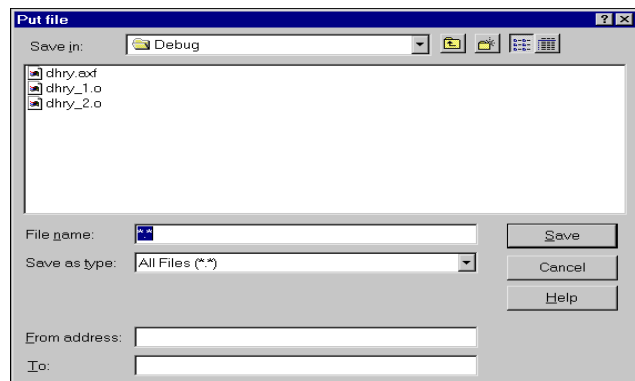 Put file
Save in: Debug
dhry.axf
dhry_1.o
dhry_2.o
File name: *.*
Save
Save as type: All Files (*.*)
Cancel
Help
From address:
To: